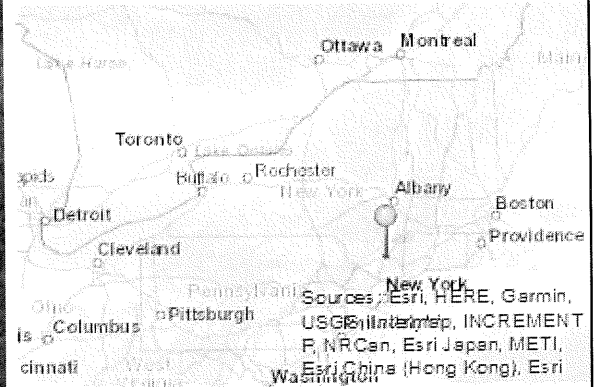 Ottawa
Montreal
Lake Huron
Toronto
Lake Ontario
Buffalo
Rochester
New York
Albany
Boston
Detroit
Providence
Cleveland
New York
Pennsylvania
Sources: Esri, HERE, Garmin,
Ohio
Pittsburgh
USGS, Intermap, INCREMENT
Columbus
P, NRCan, Esri Japan, METI,
West
Esri China (Hong Kong), Esri
Washington